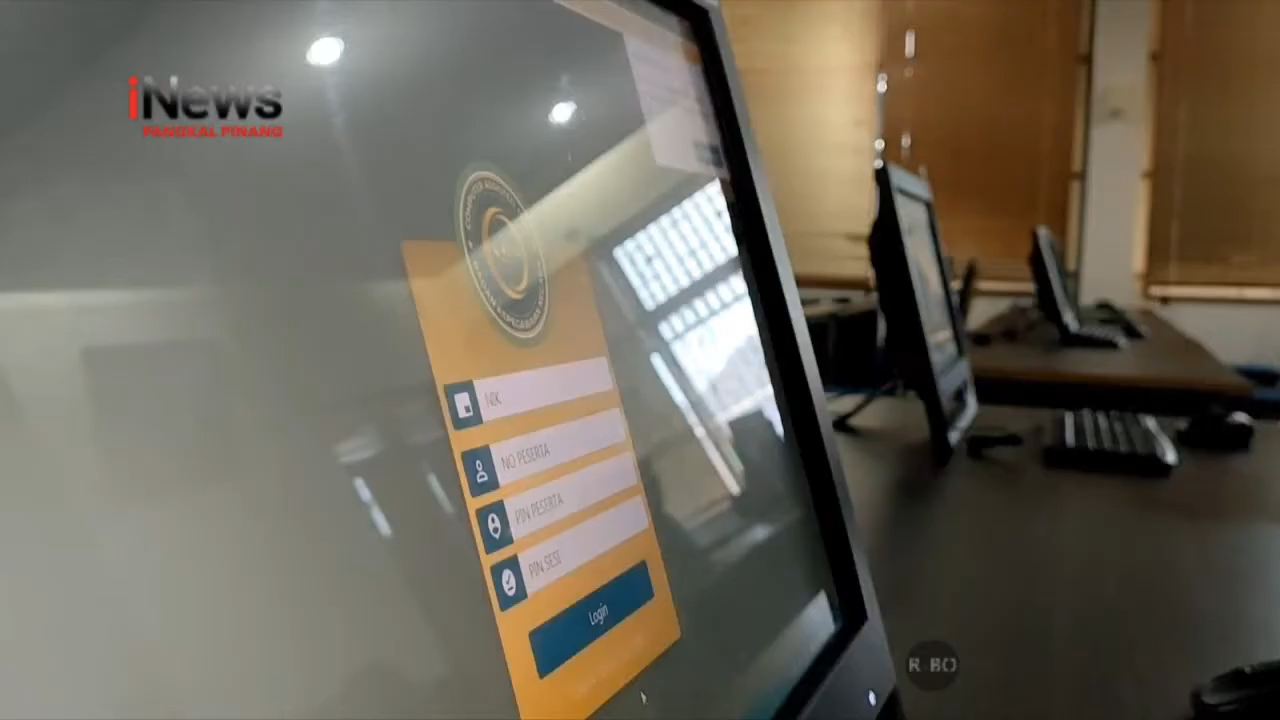 iNews
PANGKAL PINANG
NIK
NO PESERTA
PIN PESERTA
PIN SESI
Login